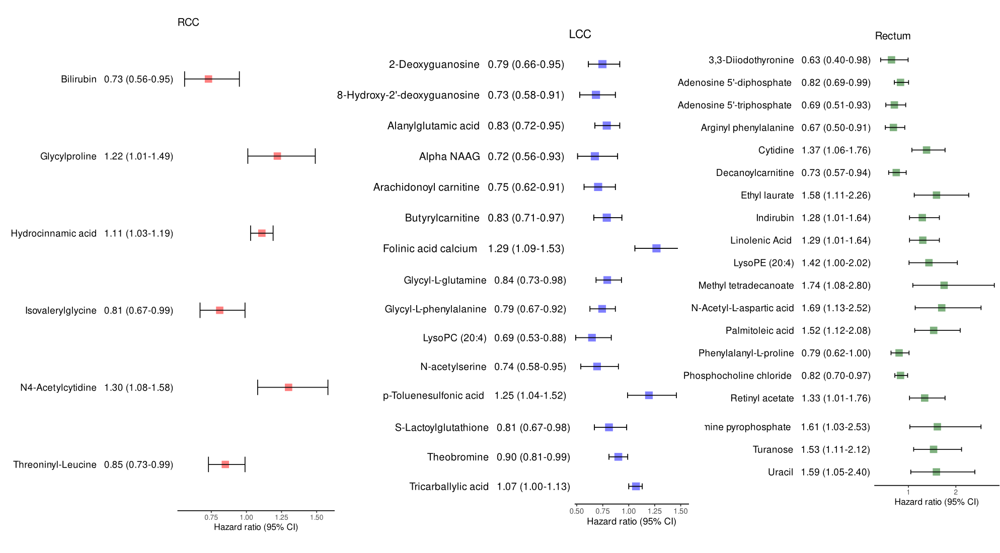 RCC
Bilirubin 0.73 (0.56-0.95)
Glycylproline 1.22 (1.01-1.49)
Hydrocinnamic acid 1.11 (1.03-1.19)
Isovalerylglycine 0.81 (0.67-0.99)
N4-Acetylcytidine 1.30 (1.08-1.58)
Threoninyl-Leucine 0.85 (0.73-0.99)
0.75 1.00 1.25 1.50
Hazard ratio (95% CI)
LCC
2-Deoxyguanosine 0.79 (0.66-0.95)
8-Hydroxy-2'-deoxyguanosine 0.73 (0.58-0.91)
Alanylglutamic acid 0.83 (0.72-0.95)
Alpha NAAG 0.72 (0.56-0.93)
Arachidonoyl carnitine 0.75 (0.62-0.91)
Butyrylcarnitine 0.83 (0.71-0.97)
Folinic acid calcium 1.29 (1.09-1.53)
Glycyl-L-glutamine 0.84 (0.73-0.98)
Glycyl-L-phenylalanine 0.79 (0.67-0.92)
LysoPC (20:4) 0.69 (0.53-0.88)
N-acetylserine 0.74 (0.58-0.95)
p-Toluenesulfonic acid 1.25 (1.04-1.52)
S-Lactoylglutathione 0.81 (0.67-0.98)
Theobromine 0.90 (0.81-0.99)
Tricarballylic acid 1.07 (1.00-1.13)
0.50 0.75 1.00 1.25 1.50
Hazard ratio (95% CI)
Rectum
3,3-Diiodothyronine 0.63 (0.40-0.98)
Adenosine 5'-diphosphate 0.82 (0.69-0.99)
Adenosine 5'-triphosphate 0.69 (0.51-0.93)
Arginyl phenylalanine 0.67 (0.50-0.91)
Cytidine 1.37 (1.06-1.76)
Decanoylcarnitine 0.73 (0.57-0.94)
Ethyl laurate 1.58 (1.11-2.26)
Indirubin 1.28 (1.01-1.64)
Linolenic Acid 1.29 (1.01-1.64)
LysoPE (20:4) 1.42 (1.00-2.02)
Methyl tetradecanoate 1.74 (1.08-2.80)
N-Acetyl-L-aspartic acid 1.69 (1.13-2.52)
Palmitoleic acid 1.52 (1.12-2.08)
Phenylalanyl-L-proline 0.79 (0.62-1.00)
Phosphocholine chloride 0.82 (0.70-0.97)
Retinyl acetate 1.33 (1.01-1.76)
mine pyrophosphate 1.61 (1.03-2.53)
Turanose 1.53 (1.11-2.12)
Uracil 1.59 (1.05-2.40)
1 2
Hazard ratio (95% CI)